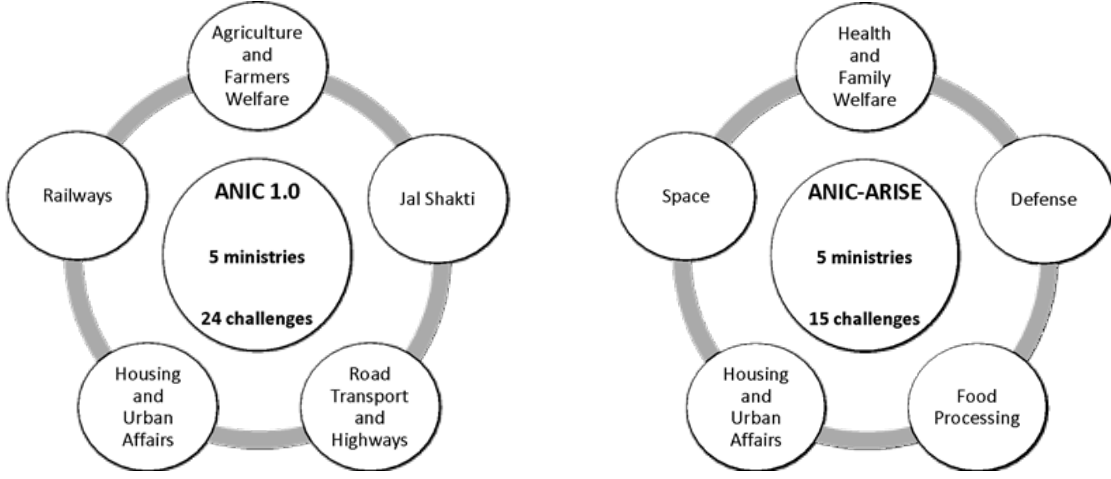 Agriculture
and
Farmers
Welfare
Railways
ANIC 1.0
5 ministries
24 challenges
Jal Shakti
Housing
and
Urban
Affairs
Road
Transport
and
Highways
Health
and
Family
Welfare
Space
ANIC-ARISE
5 ministries
15 challenges
Defense
Housing
and
Urban
Affairs
Food
Processing